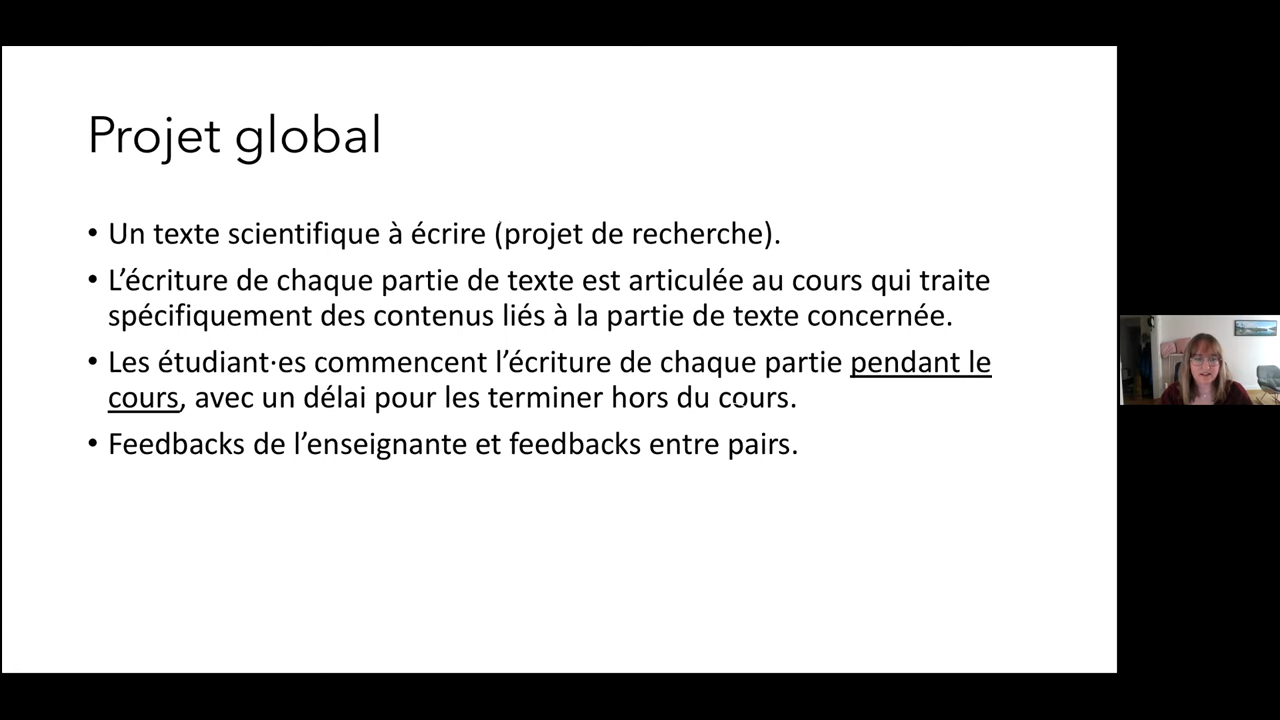 Projet global
• Un texte scientifique à écrire (projet de recherche).
• L’écriture de chaque partie de texte est articulée au cours qui traite
spécifiquement des contenus liés à la partie de texte concernée.
• Les étudiant·es commencent l’écriture de chaque partie pendant le
cours, avec un délai pour les terminer hors du cours.
• Feedbacks de l’enseignante et feedbacks entre pairs.